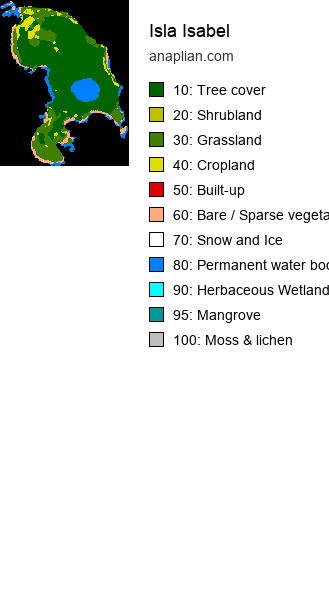 Isla Isabel
anaplian.com
10: Tree cover
20: Shrubland
30: Grassland
40: Cropland
50: Built-up
60: Bare / Sparse vegeta
70: Snow and Ice
80: Permanent water boo
90: Herbaceous Wetland
95: Mangrove
100: Moss & lichen